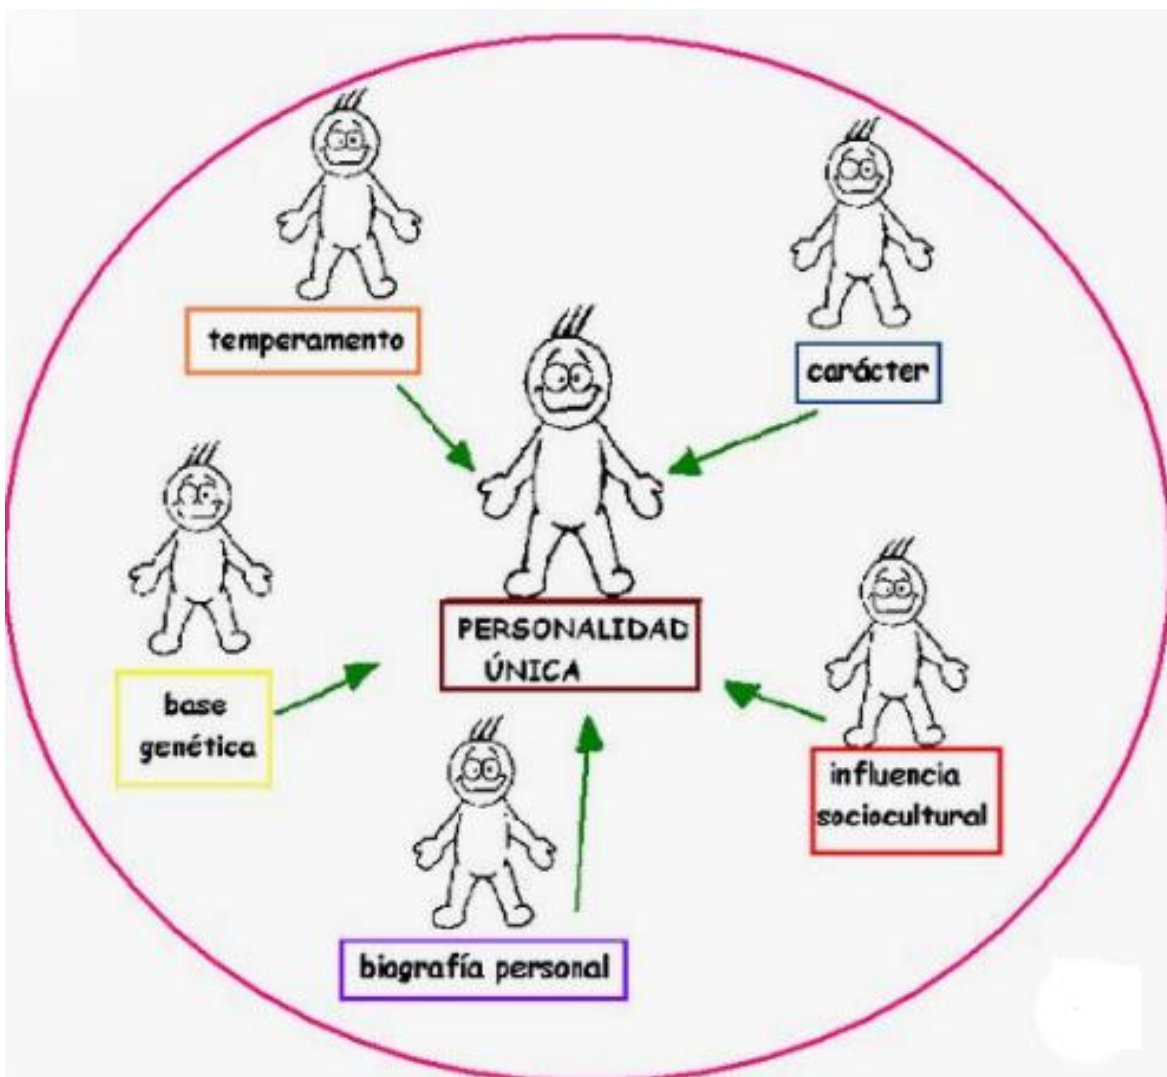 temperamento
carácter
PERSONALIDAD
ÚNICA
base
genética
influencia
sociocultural
biografía personal